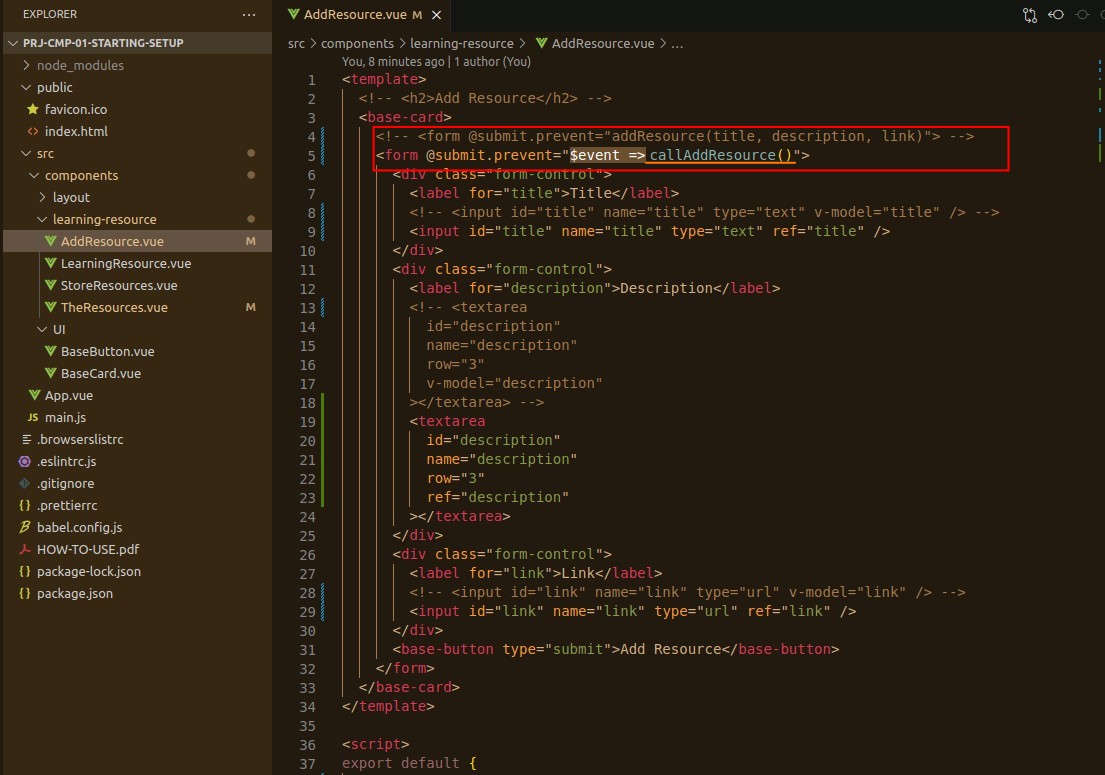 EXPLORER
PRJ-CMP-01-STARTING-SETUP
node_modules
public
favicon.ico
<> index.html
src
components
layout
learning-resource
AddResource.vue M
LearningResource.vue
StoreResources.vue
TheResources.vue M
UI
BaseButton.vue
BaseCard.vue
App.vue
JS main.js
.browserslistrc
.eslintrc.js
.gitignore
{} .prettierrc
babel.config.js
HOW-TO-USE.pdf
{} package-lock.json
{} package.json
AddResource.vue M
src > components > learning-resource > AddResource.vue > ...
You, 8 minutes ago | 1 author (You)
1 <template>
2 <!-- <h2>Add Resource</h2> -->
3 <base-card>
4 <!-- <form @submit.prevent="addResource(title, description, link)"> -->
5 <form @submit.prevent="$event => callAddResource()">
6 <div class="form-control">
7 <label for="title">Title</label>
8 <!-- <input id="title" name="title" type="text" v-model="title" /> -->
9 <input id="title" name="title" type="text" ref="title" />
10 </div>
11 <div class="form-control">
12 <label for="description">Description</label>
13 <!-- <textarea
14 id="description"
15 name="description"
16 row="3"
17 v-model="description"
18 ></textarea> -->
19 <textarea
20 id="description"
21 name="description"
22 row="3"
23 ref="description"
24 ></textarea>
25 </div>
26 <div class="form-control">
27 <label for="link">Link</label>
28 <!-- <input id="link" name="link" type="url" v-model="link" /> -->
29 <input id="link" name="link" type="url" ref="link" />
30 </div>
31 <base-button type="submit">Add Resource</base-button>
32 </form>
33 </base-card>
34 </template>
35
36 <script>
37 export default {